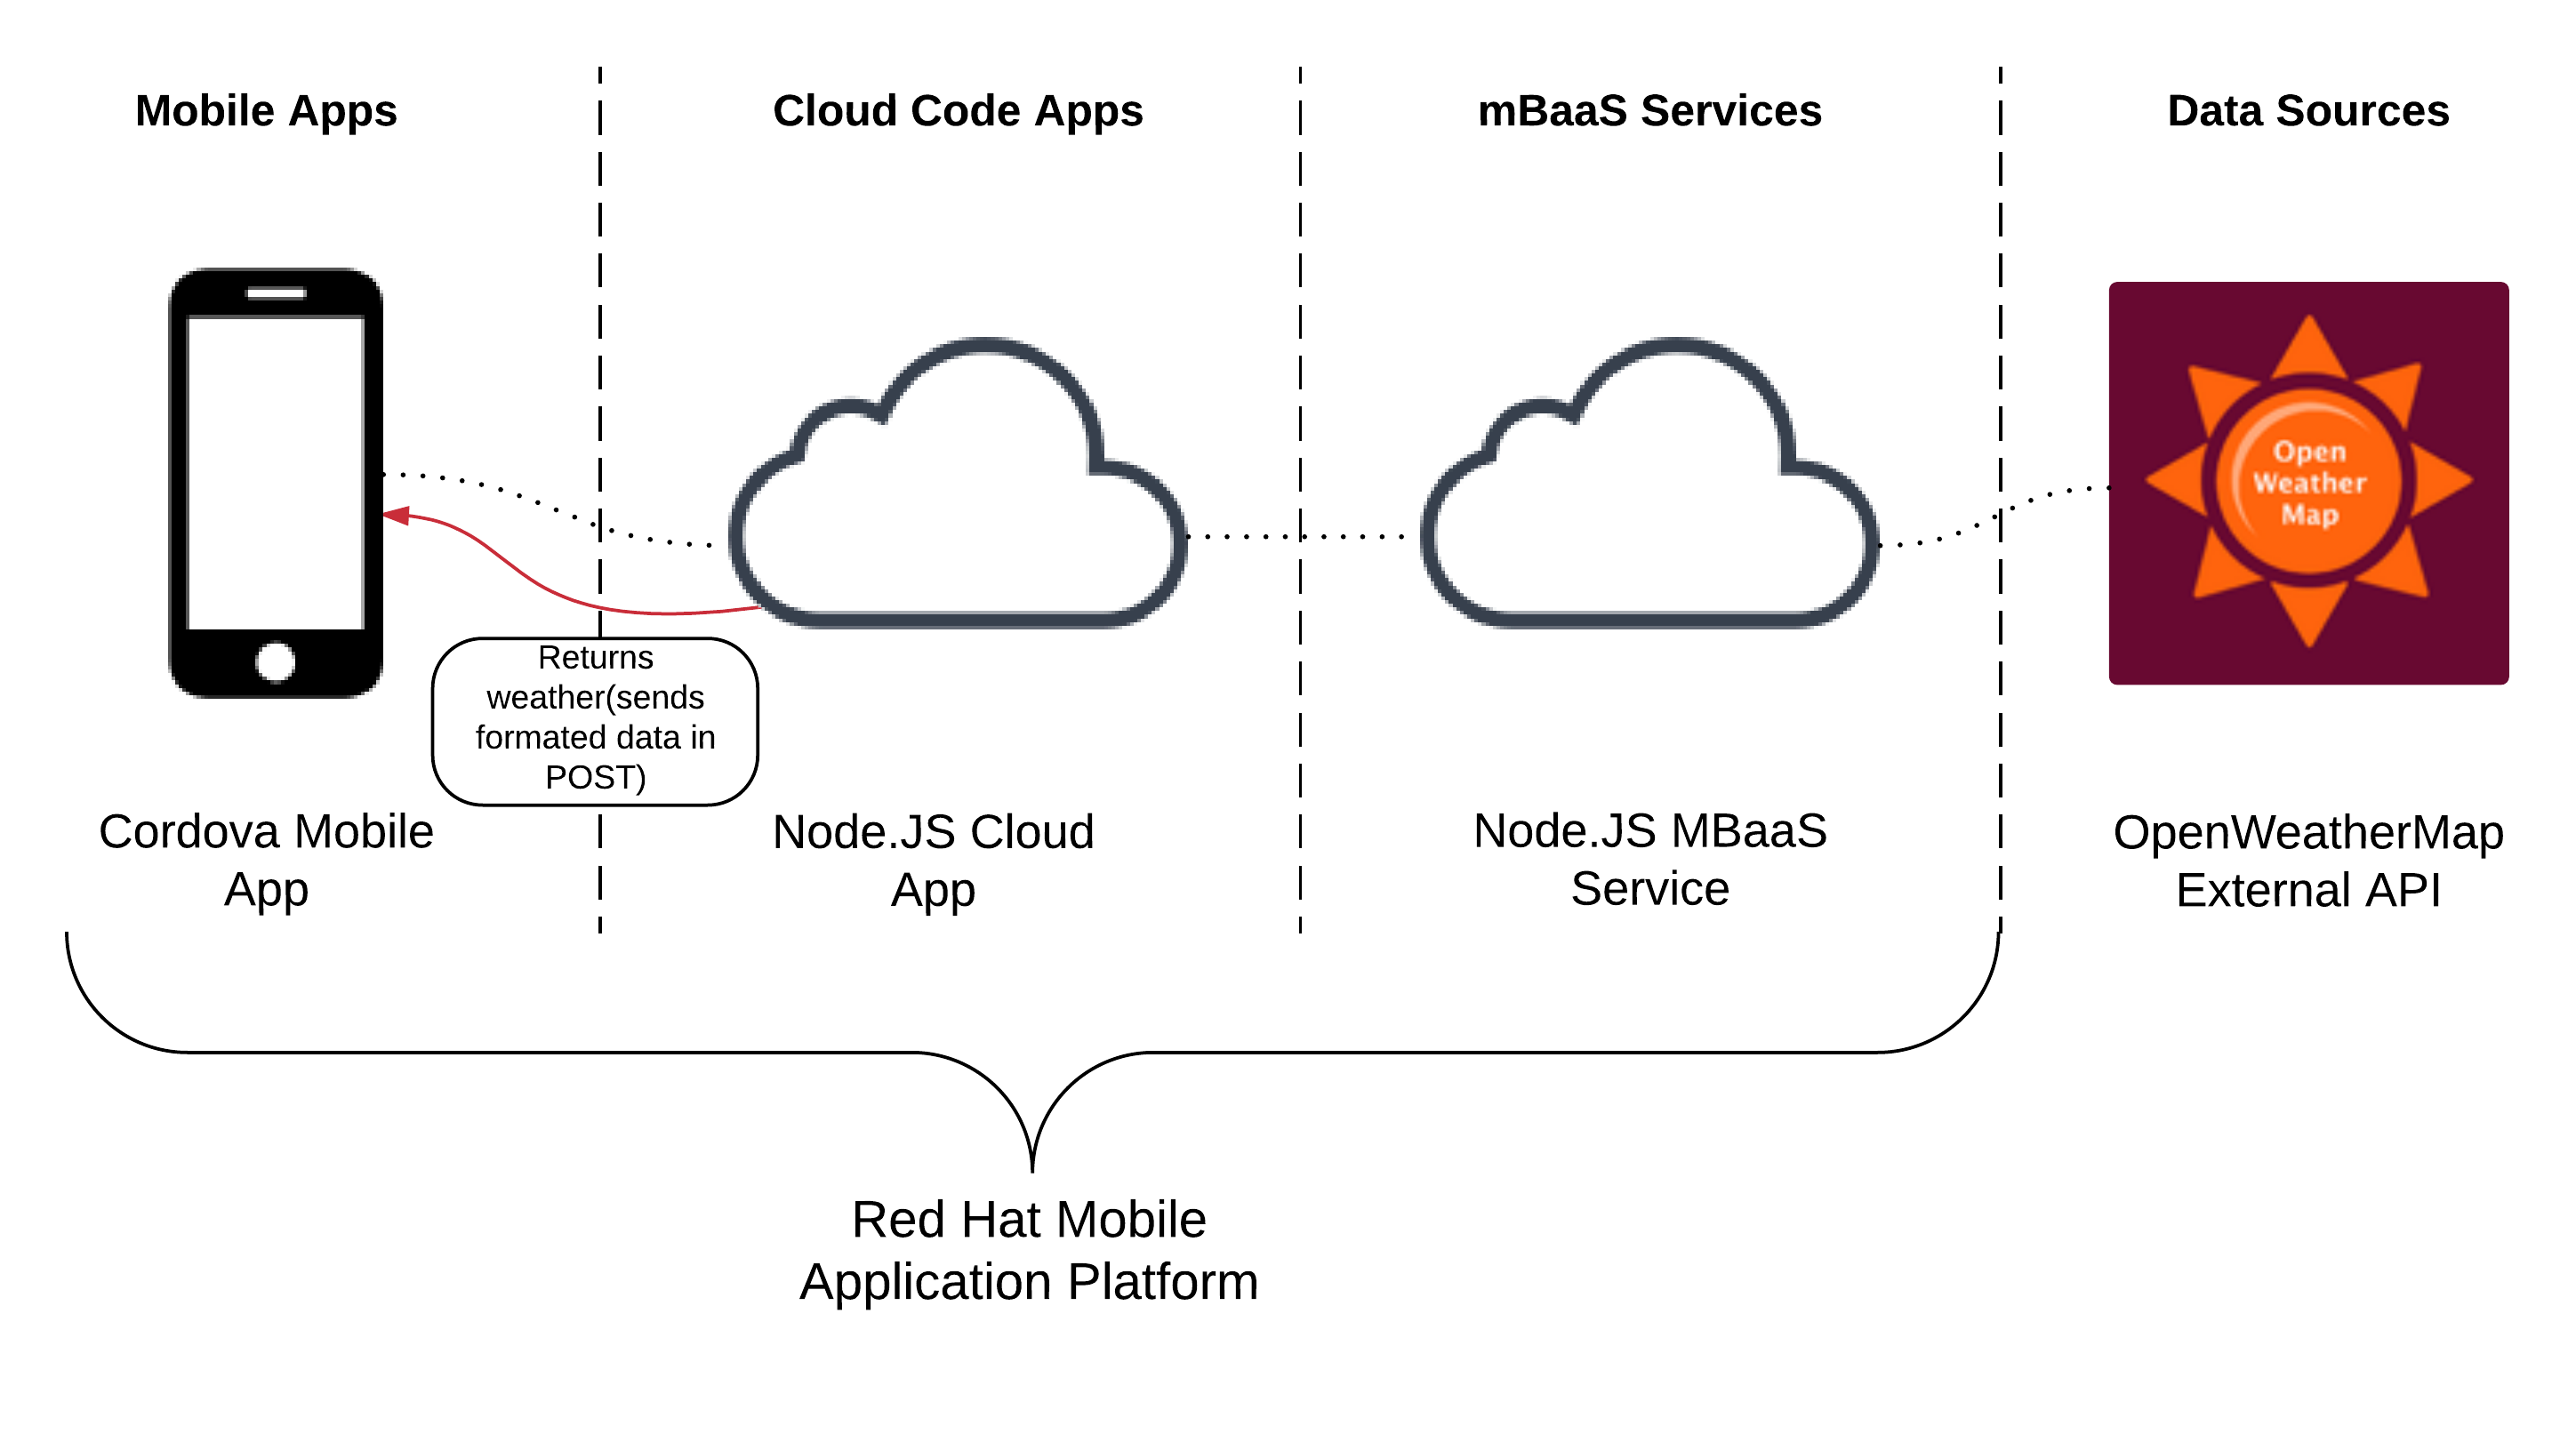 Mobile Apps
Cloud Code Apps
mBaaS Services
Data Sources
Open
Weather
Map
Returns
weather(sends
formated data in
POST)
Cordova Mobile
App
Node.JS Cloud
App
Node.JS MBaaS
Service
OpenWeatherMap
External API
Red Hat Mobile
Application Platform